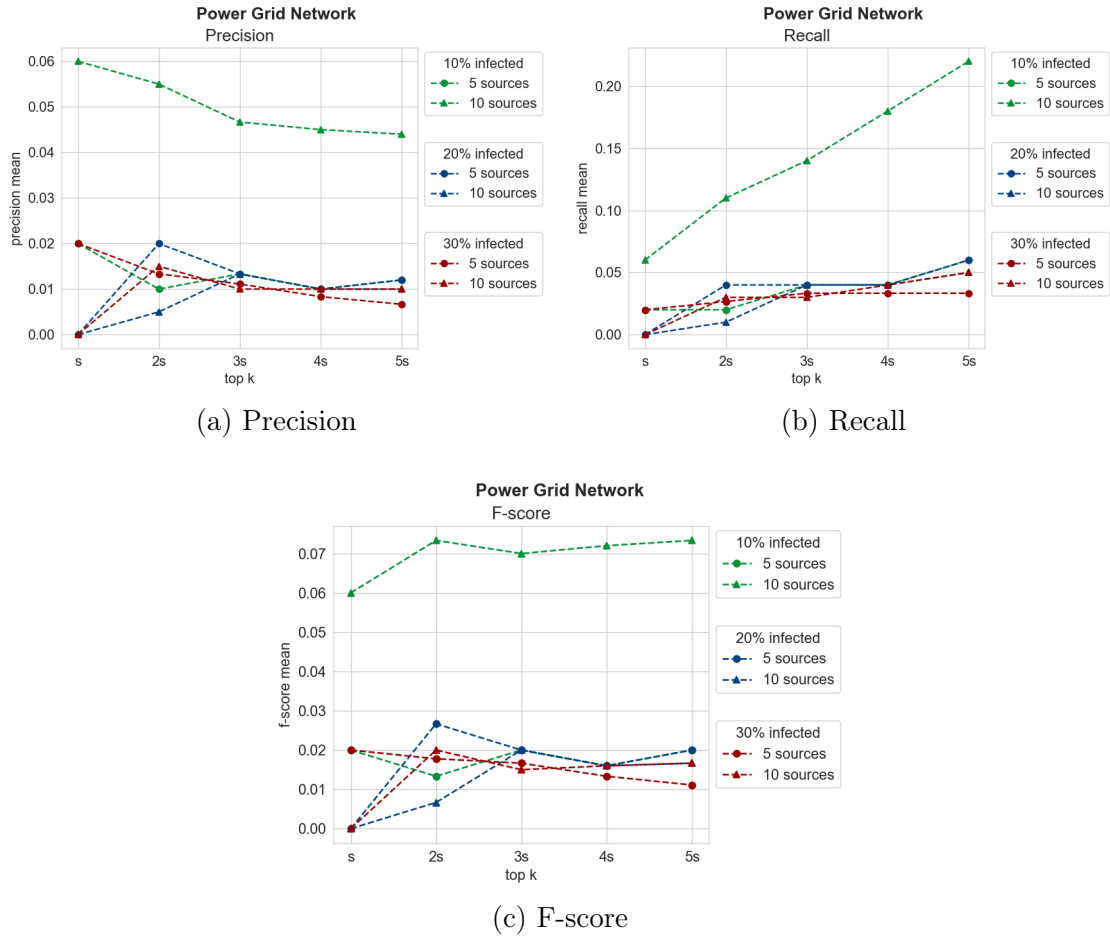 Power Grid Network
Precision
0.06
0.05
0.04
0.03
0.02
0.01
0.00
precision mean
s 2s 3s 4s 5s
top k
10% infected
5 sources
10 sources
20% infected
5 sources
10 sources
30% infected
5 sources
10 sources
(a) Precision
Power Grid Network
Recall
0.20
0.15
0.10
0.05
0.00
recall mean
s 2s 3s 4s 5s
top k
10% infected
5 sources
10 sources
20% infected
5 sources
10 sources
30% infected
5 sources
10 sources
(b) Recall
Power Grid Network
F-score
0.07
0.06
0.05
0.04
0.03
0.02
0.01
0.00
f-score mean
s 2s 3s 4s 5s
top k
10% infected
5 sources
10 sources
20% infected
5 sources
10 sources
30% infected
5 sources
10 sources
(c) F-score